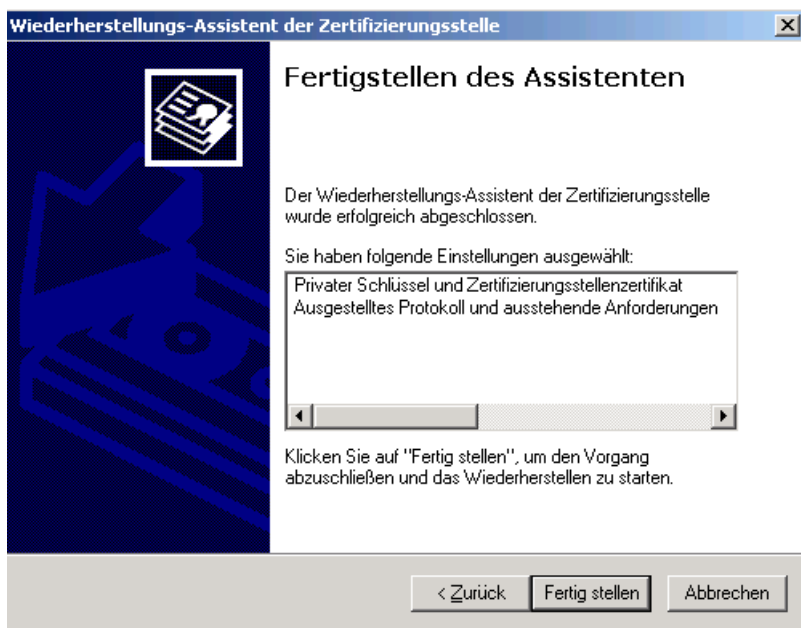 Wiederherstellungs-Assistent der Zertifizierungsstelle
Fertigstellen des Assistenten
Der Wiederherstellungs-Assistent der Zertifizierungsstelle
wurde erfolgreich abgeschlossen.
Sie haben folgende Einstellungen ausgewählt:
Privater Schlüssel und Zertifizierungsstellenzertifikat
Ausgestelltes Protokoll und ausstehende Anforderungen
Klicken Sie auf "Fertig stellen", um den Vorgang
abzuschließen und das Wiederherstellen zu starten.
< Zurück
Fertig stellen
Abbrechen